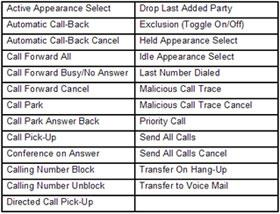 Active Appearance Select
Drop Last Added Party
Automatic Call-Back
Exclusion (Toggle On/Off)
Automatic Call-Back Cancel
Held Appearance Select
Call Forward All
Idle Appearance Select
Call Forward Busy/No Answer
Last Number Dialed
Call Forward Cancel
Malicious Call Trace
Call Park
Malicious Call Trace Cancel
Call Park Answer Back
Priority Call
Call Pick-Up
Send All Calls
Conference on Answer
Send All Calls Cancel
Calling Number Block
Transfer On Hang-Up
Calling Number Unblock
Transfer to Voice Mail
Directed Call Pick-Up